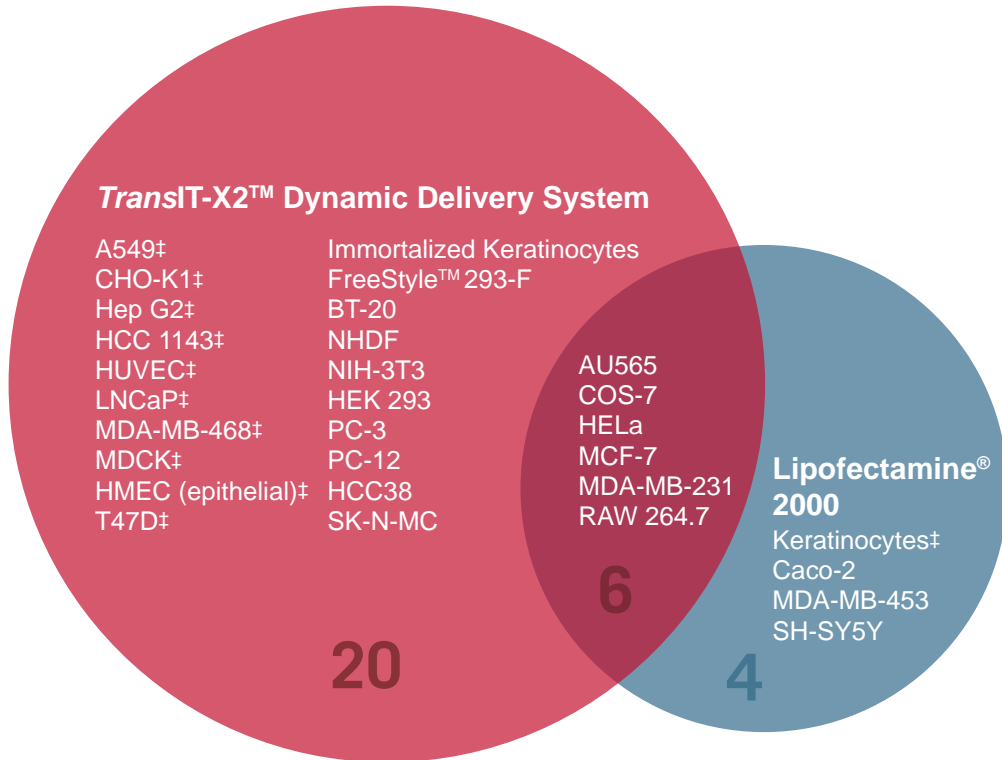 TransIT-X2™ Dynamic Delivery System
A549‡
CHO-K1‡
Hep G2‡
HCC 1143‡
HUVEC‡
LNCaP‡
MDA-MB-468‡
MDCK‡
HMEC (epithelial)‡
T47D‡
Immortalized Keratinocytes
FreeStyle™ 293-F
BT-20
NHDF
NIH-3T3
HEK 293
PC-3
PC-12
HCC38
SK-N-MC
20
AU565
COS-7
HELa
MCF-7
MDA-MB-231
RAW 264.7
6
Lipofectamine®
2000
Keratinocytes‡
Caco-2
MDA-MB-453
SH-SY5Y
4